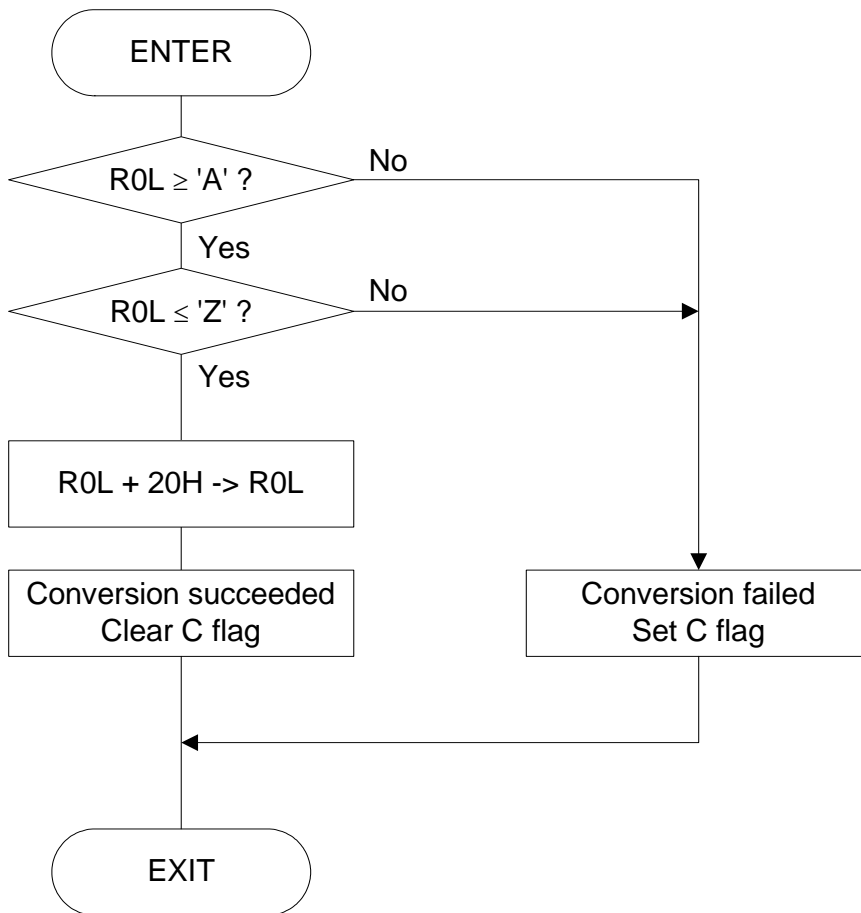 ENTER
R0L ≥ 'A' ?
No
Yes
R0L ≤ 'Z' ?
No
Yes
R0L + 20H -> R0L
Conversion succeeded
Clear C flag
Conversion failed
Set C flag
EXIT